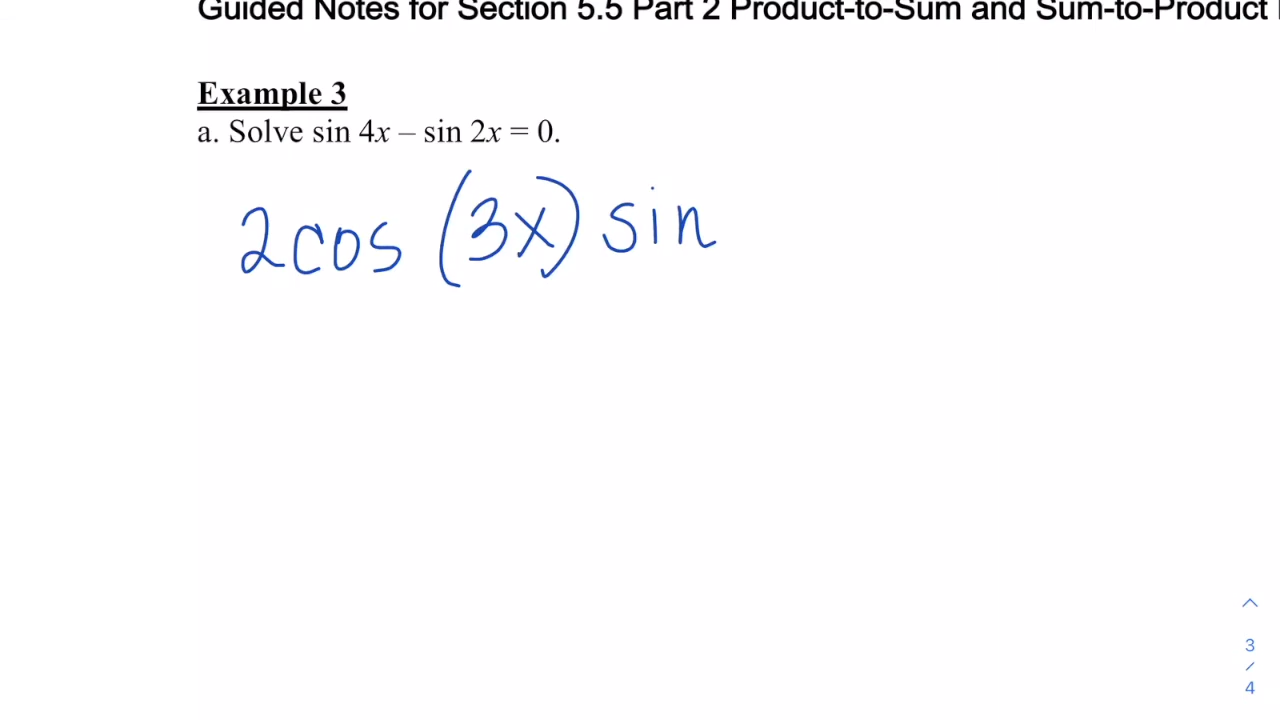 Guided Notes for Section 5.5 Part 2 Product-to-Sum and Sum-to-Product
Example 3
a. Solve sin 4x – sin 2x = 0.
2cos (3x) sin
3
/
4